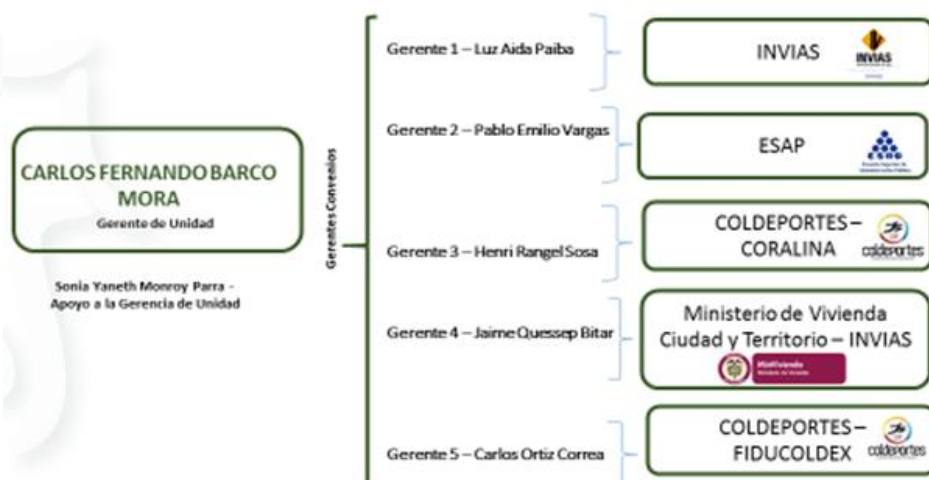 CARLOS FERNANDO BARCO
MORA
Gerente de Unidad
Sonia Yaneth Monroy Parra -
Apoyo a la Gerencia de Unidad
Gerentes Convenios
Gerente 1 – Luz Aida Paiba
INVIAS
INVIAS
Gerente 2 – Pablo Emilio Vargas
ESAP
Gerente 3 – Henri Rangel Sosa
COLDEPORTES –
CORALINA
coldeportes
Gerente 4 – Jaime Quessep Bitar
Ministerio de Vivienda
Ciudad y Territorio – INVIAS
MinVivienda
Gerente 5 – Carlos Ortiz Correa
COLDEPORTES –
FIDUCOLDEX
coldeportes